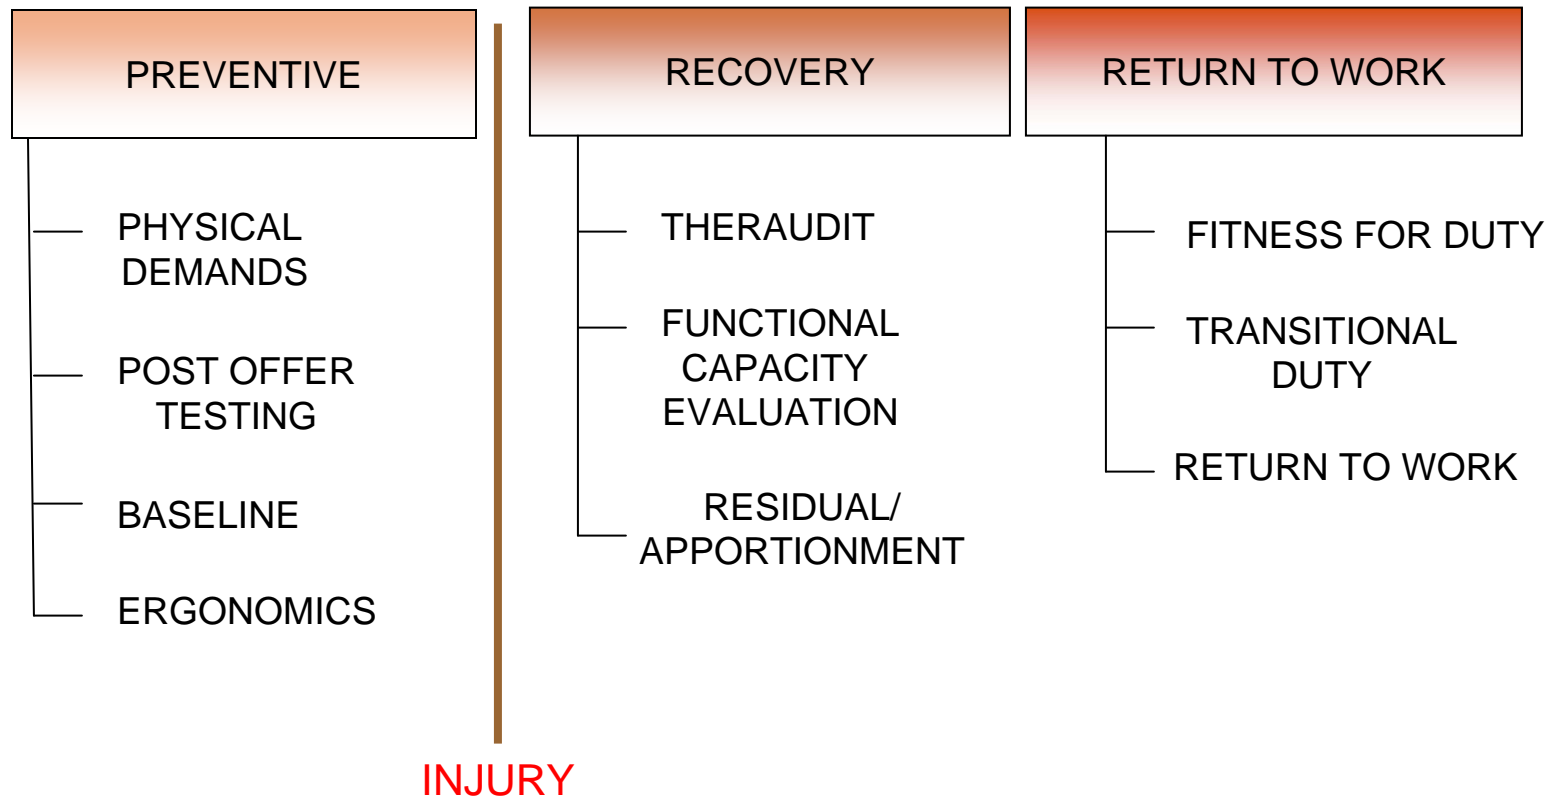 PREVENTIVE
PHYSICAL
DEMANDS
POST OFFER
TESTING
BASELINE
ERGONOMICS
INJURY
RECOVERY
THERAUDIT
FUNCTIONAL
CAPACITY
EVALUATION
RESIDUAL/
APPORTIONMENT
RETURN TO WORK
FITNESS FOR DUTY
TRANSITIONAL
DUTY
RETURN TO WORK